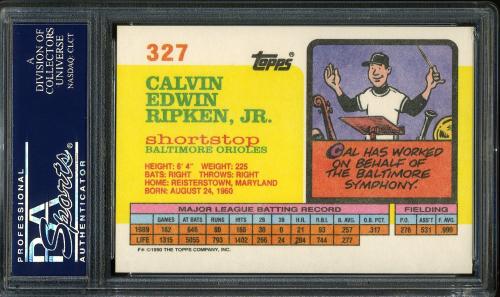 A
DIVISION OF
COLLECTORS
UNIVERSE
NASDAQ: CLCT
PSA
Sports
PROFESSIONAL
AUTHENTICATOR
327
Topps
CALVIN
EDWIN
RIPKEN, JR.
shortstop
BALTIMORE ORIOLES
HEIGHT: 6' 4" WEIGHT: 225
BATS: RIGHT THROWS: RIGHT
HOME: REISTERSTOWN, MARYLAND
BORN: AUGUST 24, 1960
CAL HAS WORKED
ON BEHALF OF
THE BALTIMORE
SYMPHONY.
MAJOR LEAGUE BATTING RECORD FIELDING
GAMES AT BATS RUNS HITS 2B 3B H.R. R.B.I. B. AVG. O.B. PCT. P.O. ASS'T F. AVG.
1989 162 646 80 166 30 0 21 93 .257 .317 276 531 .990
LIFE 1315 5055 793 1402 266 24 204 744 .277
© 1990 THE TOPPS COMPANY, INC.